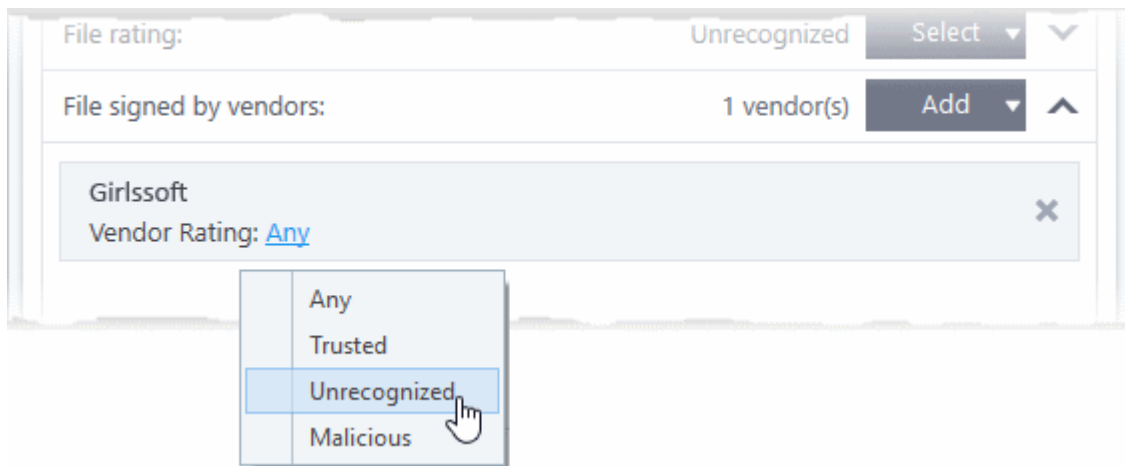 File rating: Unrecognized Select
File signed by vendors: 1 vendor(s) Add
Girlssoft
Vendor Rating: Any
Any
Trusted
Unrecognized
Malicious